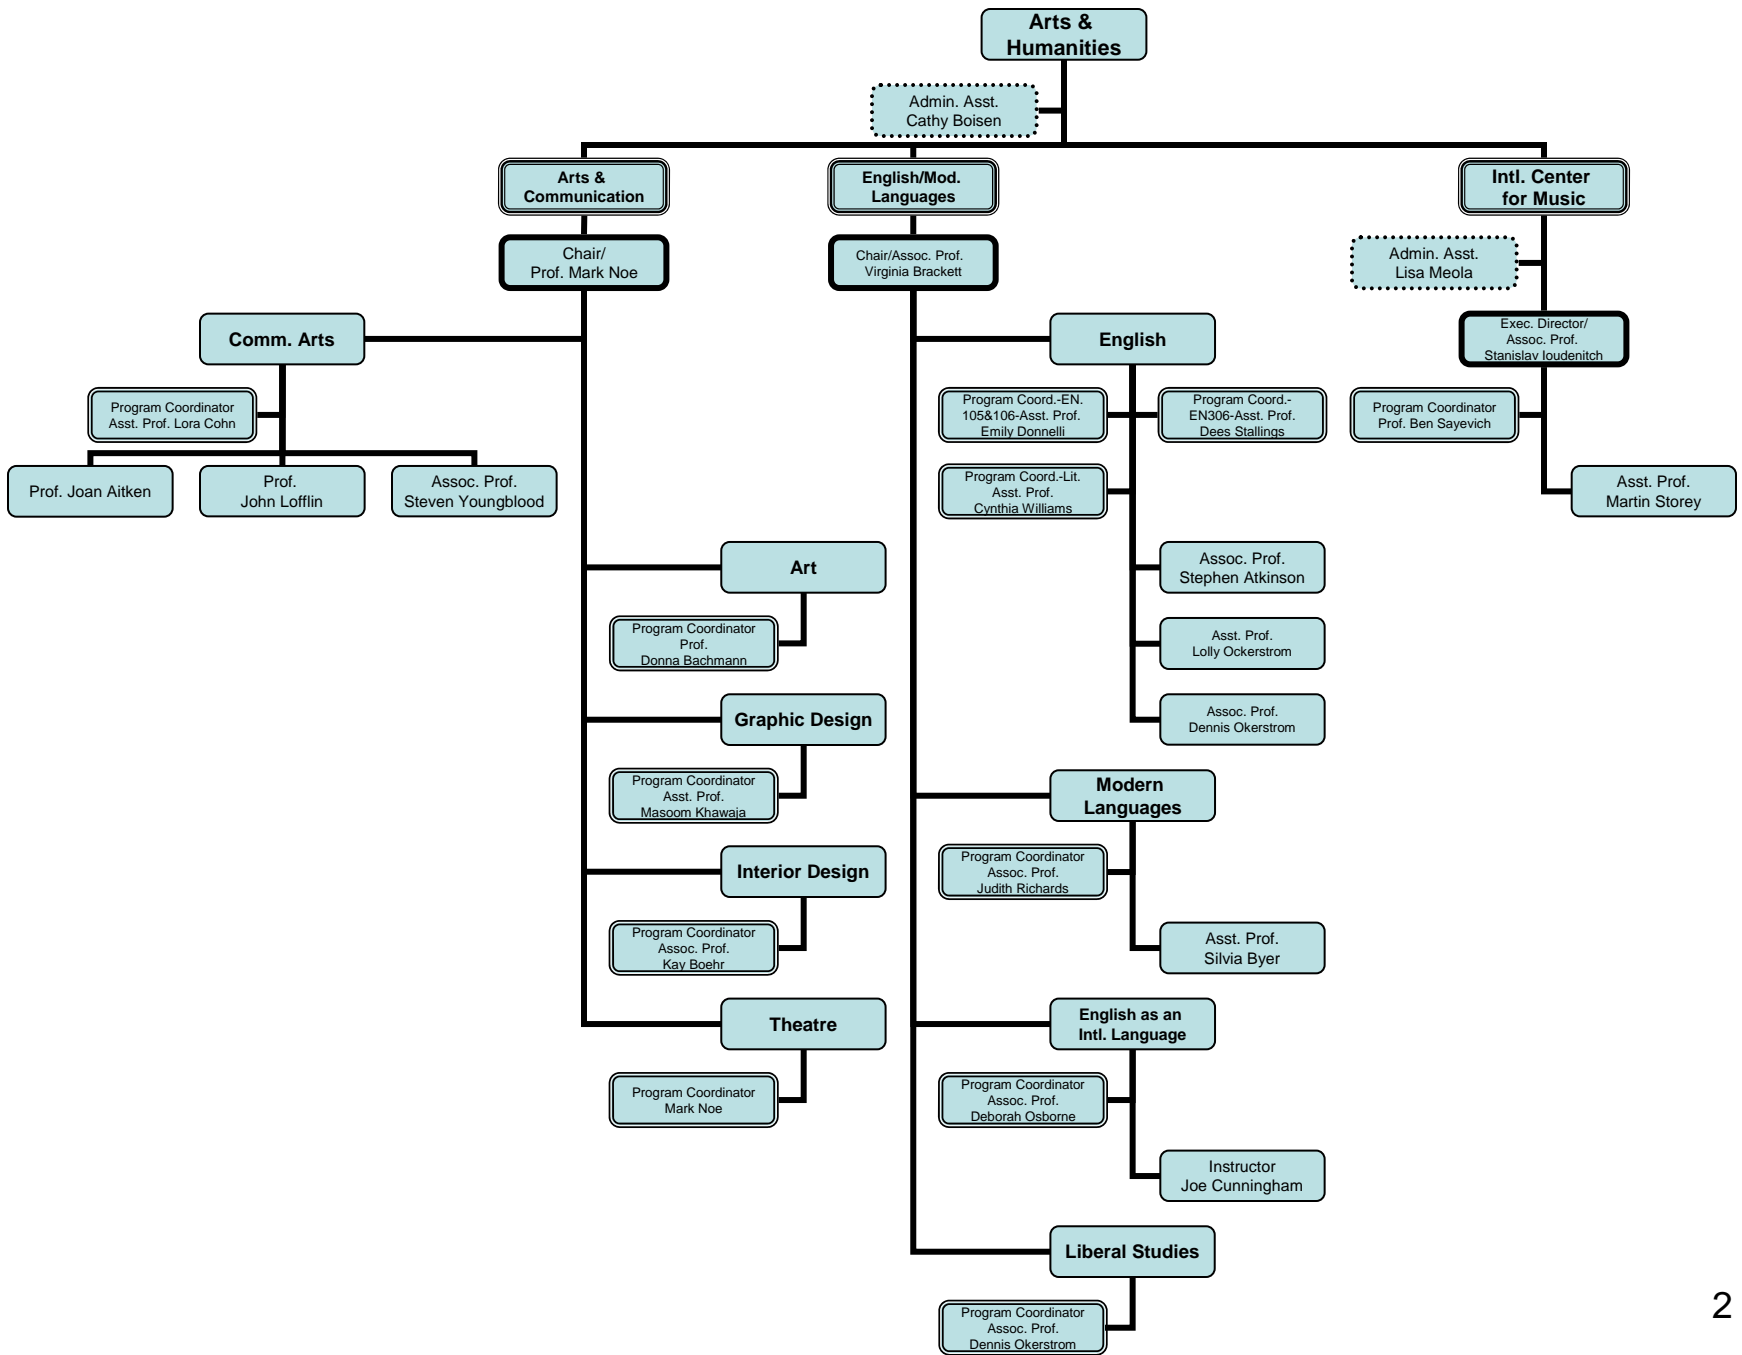 Arts &
Humanities
Admin. Asst.
Cathy Boisen
Arts &
Communication
English/Mod.
Languages
Intl. Center
for Music
Chair/
Prof. Mark Noe
Chair/Assoc. Prof.
Virginia Brackett
Admin. Asst.
Lisa Meola
Comm. Arts
English
Exec. Director/
Assoc. Prof.
Stanislav Ioudenitch
Program Coordinator
Asst. Prof. Lora Cohn
Program Coord.-EN.
105&106-Asst. Prof.
Emily Donnelli
Program Coord.-
EN306-Asst. Prof.
Dees Stallings
Program Coordinator
Prof. Ben Sayevich
Prof. Joan Aitken
Prof.
John Lofflin
Assoc. Prof.
Steven Youngblood
Program Coord.-Lit.
Asst. Prof.
Cynthia Williams
Asst. Prof.
Martin Storey
Art
Assoc. Prof.
Stephen Atkinson
Program Coordinator
Prof.
Donna Bachmann
Asst. Prof.
Lolly Ockerstrom
Graphic Design
Assoc. Prof.
Dennis Okerstrom
Program Coordinator
Asst. Prof.
Masoom Khawaja
Modern
Languages
Interior Design
Program Coordinator
Assoc. Prof.
Judith Richards
Program Coordinator
Assoc. Prof.
Kay Boehr
Asst. Prof.
Silvia Byer
Theatre
English as an
Intl. Language
Program Coordinator
Mark Noe
Program Coordinator
Assoc. Prof.
Deborah Osborne
Instructor
Joe Cunningham
Liberal Studies
Program Coordinator
Assoc. Prof.
Dennis Okerstrom
2